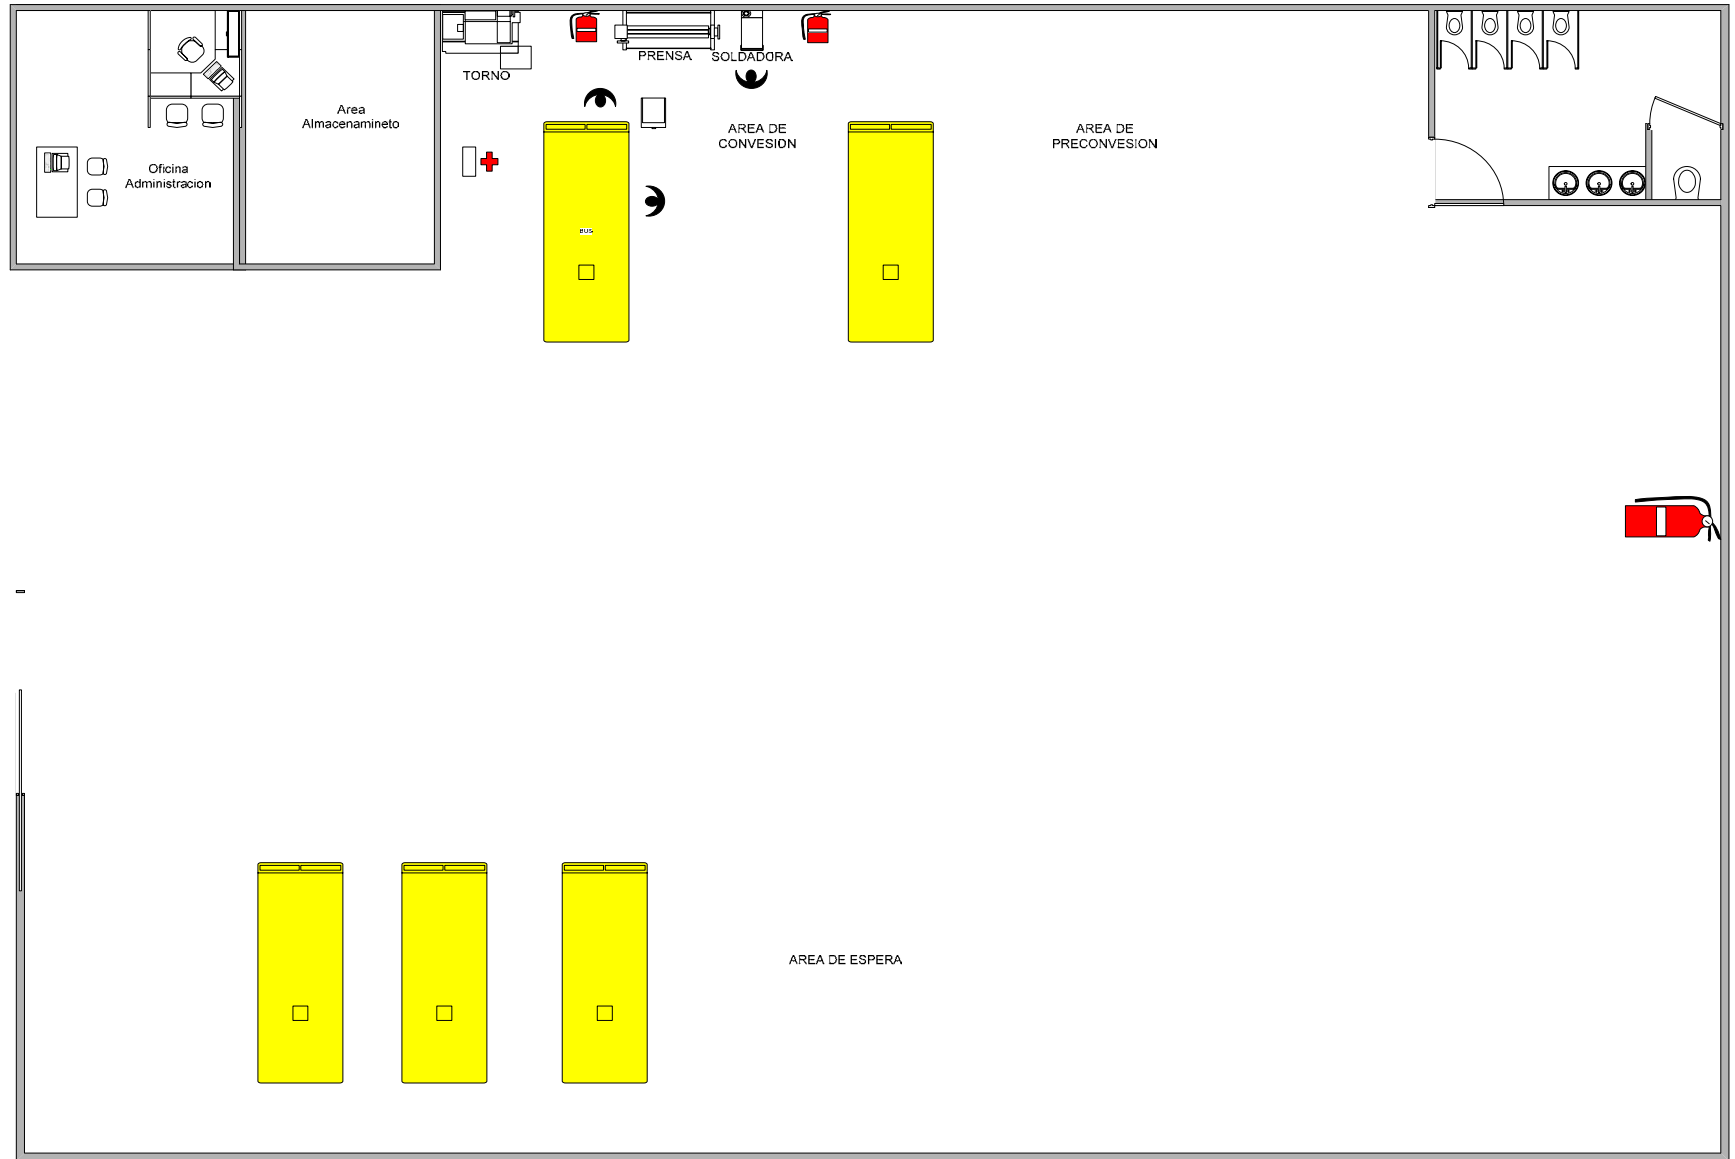 PRENSA
SOLDADORA
TORNO
Area
Almacenamineto
AREA DE
CONVESION
AREA DE
PRECONVESION
Oficina
Administracion
BUS
AREA DE ESPERA